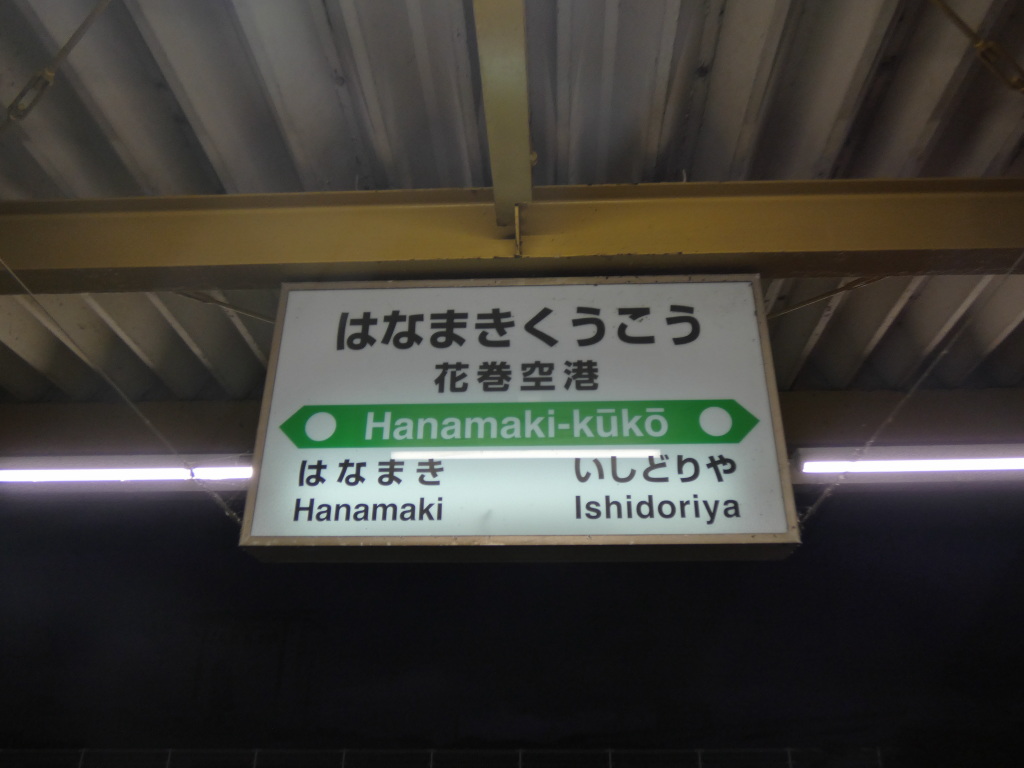 はなまきくうこう
花巻空港
Hanamaki-kūkō
はなまき いしどりや
Hanamaki Ishidoriya